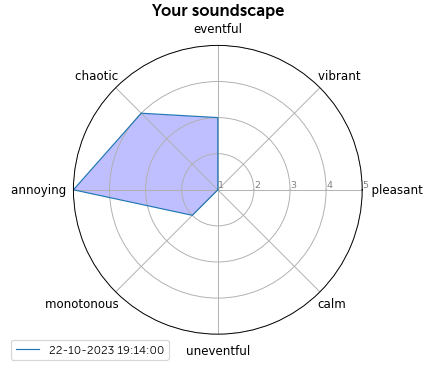 Your soundscape
eventful
chaotic
vibrant
annoying
1 2 3 4 5
pleasant
monotonous
calm
uneventful
22-10-2023 19:14:00